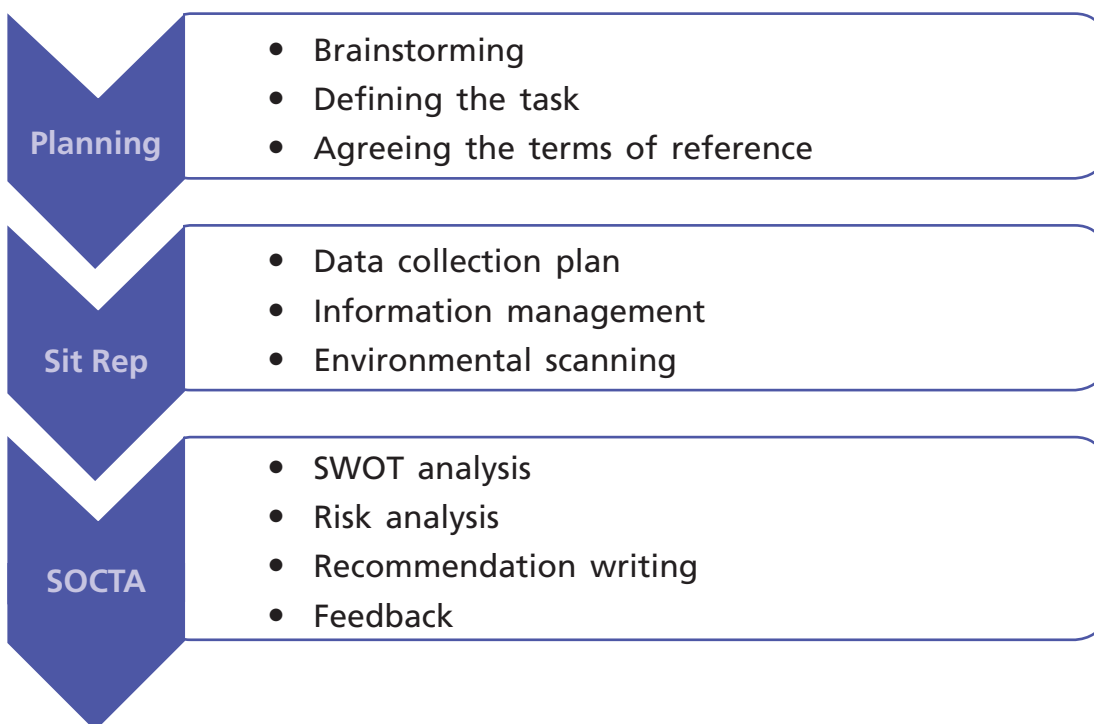 Planning
• Brainstorming
• Defining the task
• Agreeing the terms of reference
Sit Rep
• Data collection plan
• Information management
• Environmental scanning
SOCTA
• SWOT analysis
• Risk analysis
• Recommendation writing
• Feedback